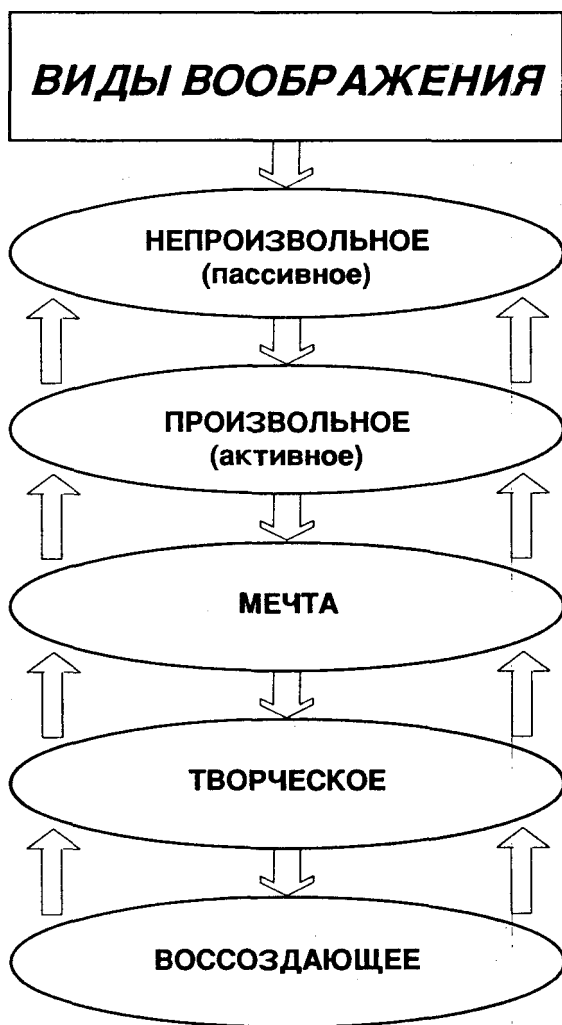 ВИДЫ ВООБРАЖЕНИЯ
НЕПРОИЗВОЛЬНОЕ
(пассивное)
ПРОИЗВОЛЬНОЕ
(активное)
МЕЧТА
ТВОРЧЕСКОЕ
ВОССОЗДАЮЩЕЕ